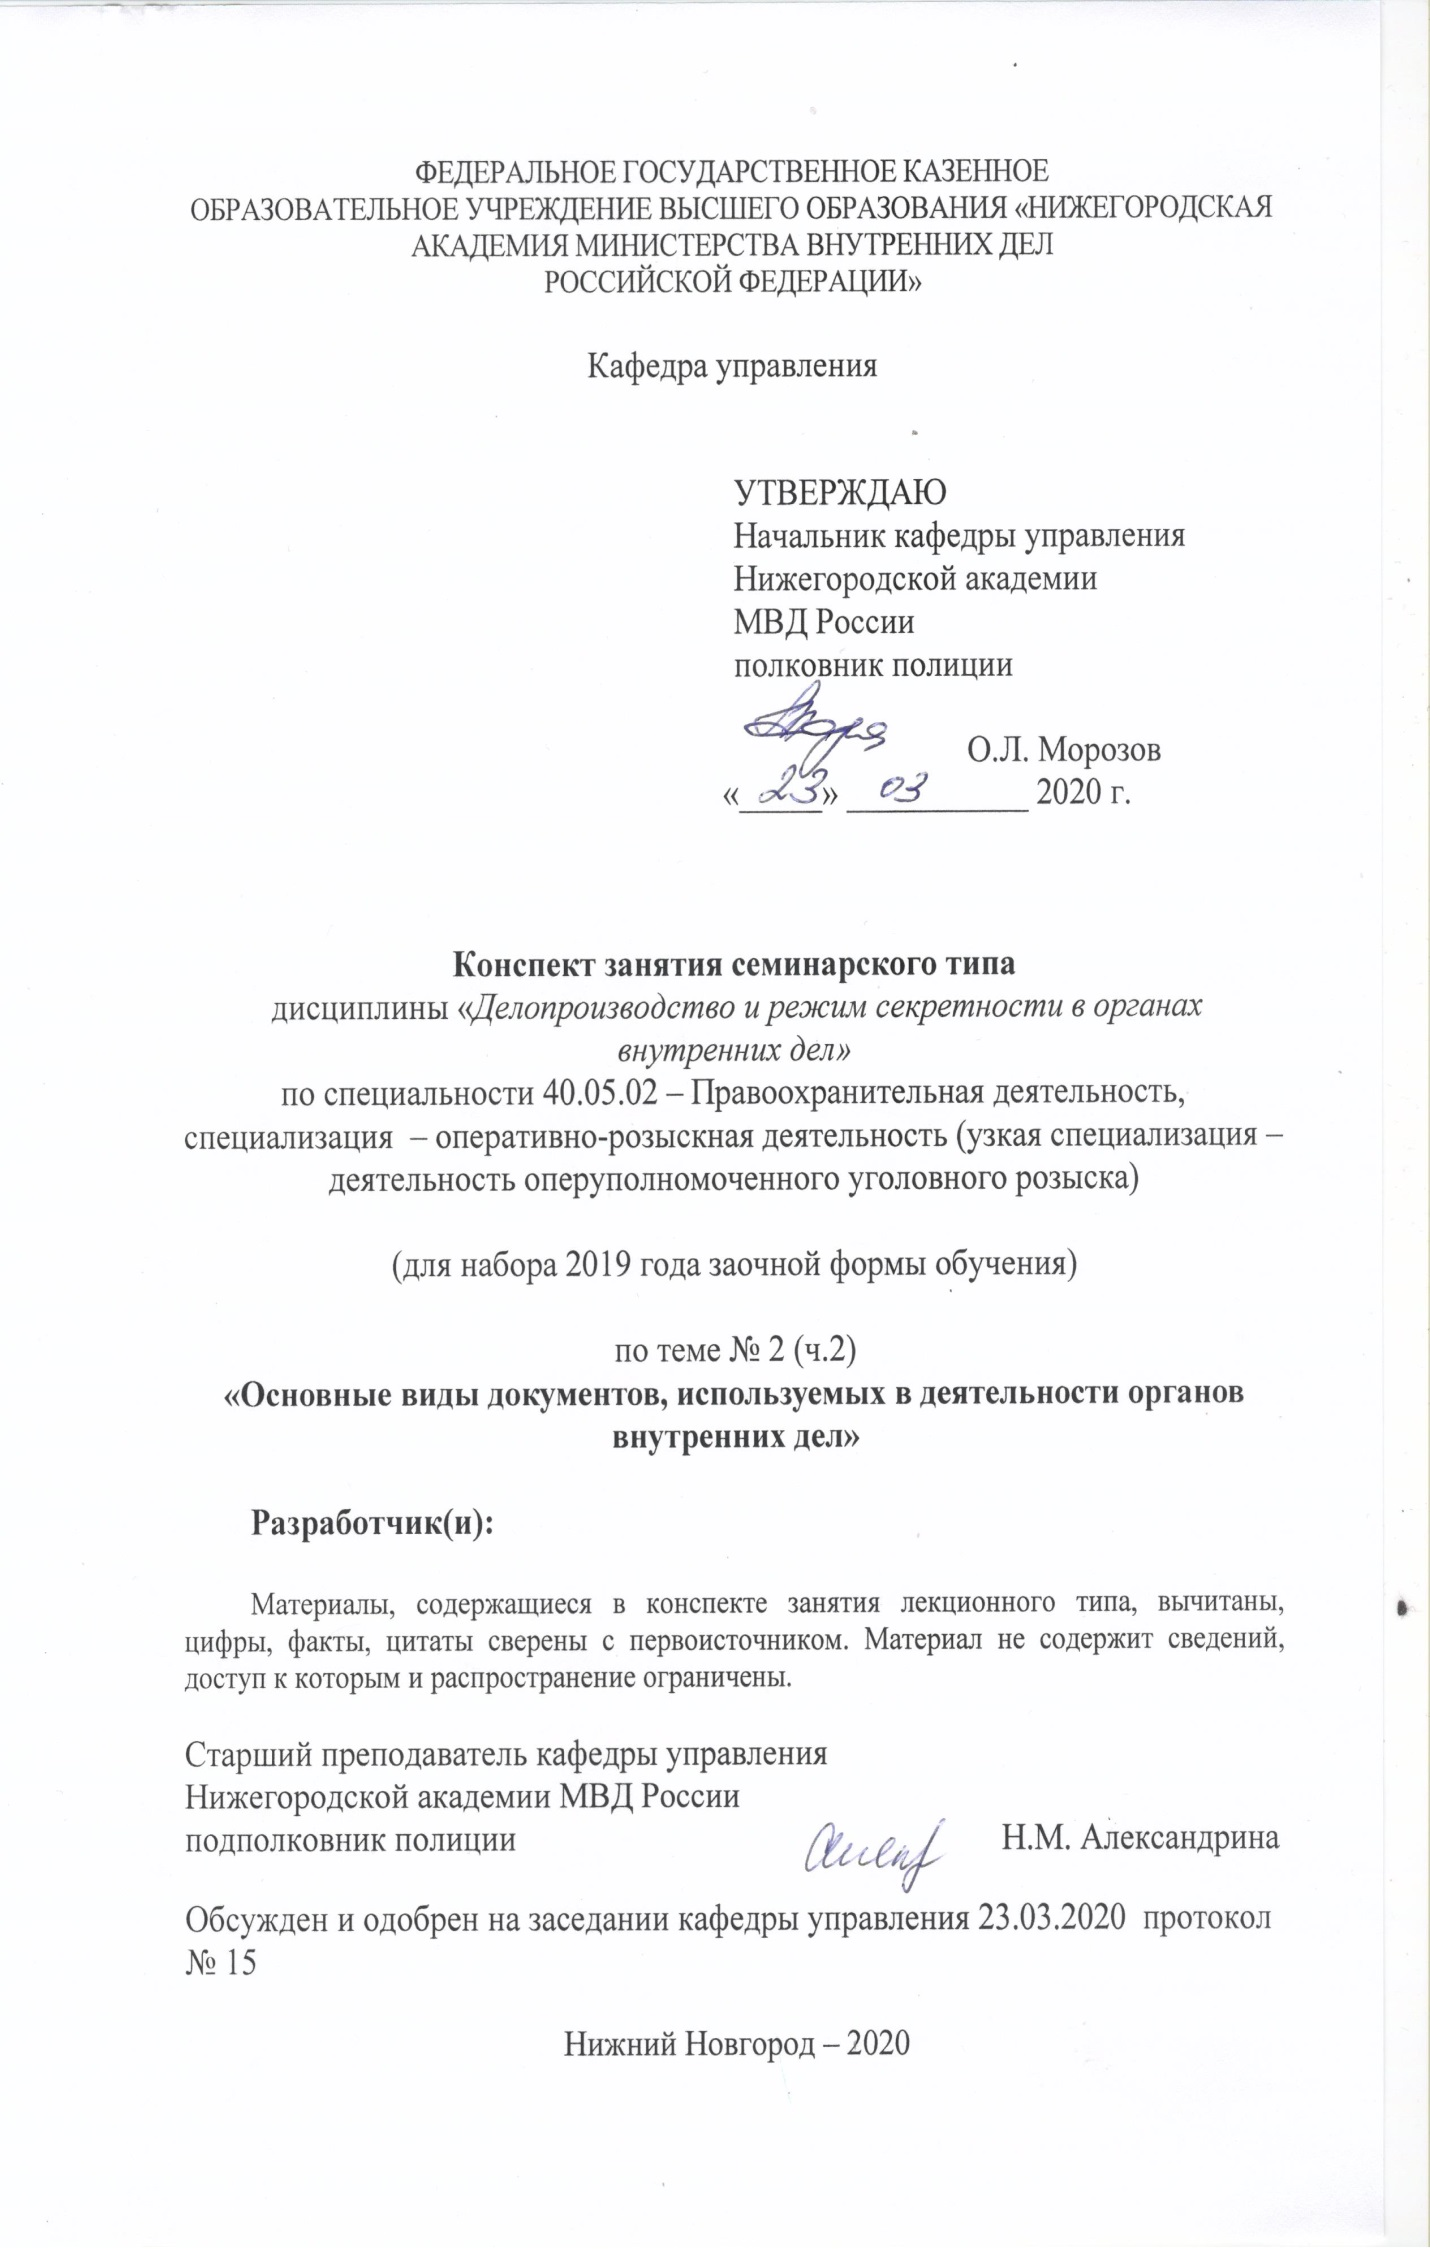 ФЕДЕРАЛЬНОЕ ГОСУДАРСТВЕННОЕ КАЗЕННОЕ
ОБРАЗОВАТЕЛЬНОЕ УЧРЕЖДЕНИЕ ВЫСШЕГО ОБРАЗОВАНИЯ «НИЖЕГОРОДСКАЯ
АКАДЕМИЯ МИНИСТЕРСТВА ВНУТРЕННИХ ДЕЛ
РОССИЙСКОЙ ФЕДЕРАЦИИ»
Кафедра управления
УТВЕРЖДАЮ
Начальник кафедры управления
Нижегородской академии
МВД России
полковник полиции
О.Л. Морозов
«23» 03 2020 г.
Конспект занятия семинарского типа
дисциплины «Делопроизводство и режим секретности в органах
внутренних дел»
по специальности 40.05.02 – Правоохранительная деятельность,
специализация – оперативно-розыскная деятельность (узкая специализация –
деятельность оперуполномоченного уголовного розыска)
(для набора 2019 года заочной формы обучения)
по теме № 2 (ч.2)
«Основные виды документов, используемых в деятельности органов
внутренних дел»
Разработчик(и):
Материалы, содержащиеся в конспекте занятия лекционного типа, вычитаны,
цифры, факты, цитаты сверены с первоисточником. Материал не содержит сведений,
доступ к которым и распространение ограничены.
Старший преподаватель кафедры управления
Нижегородской академии МВД России
подполковник полиции Н.М. Александрина
Обсужден и одобрен на заседании кафедры управления 23.03.2020 протокол
№ 15
Нижний Новгород – 2020